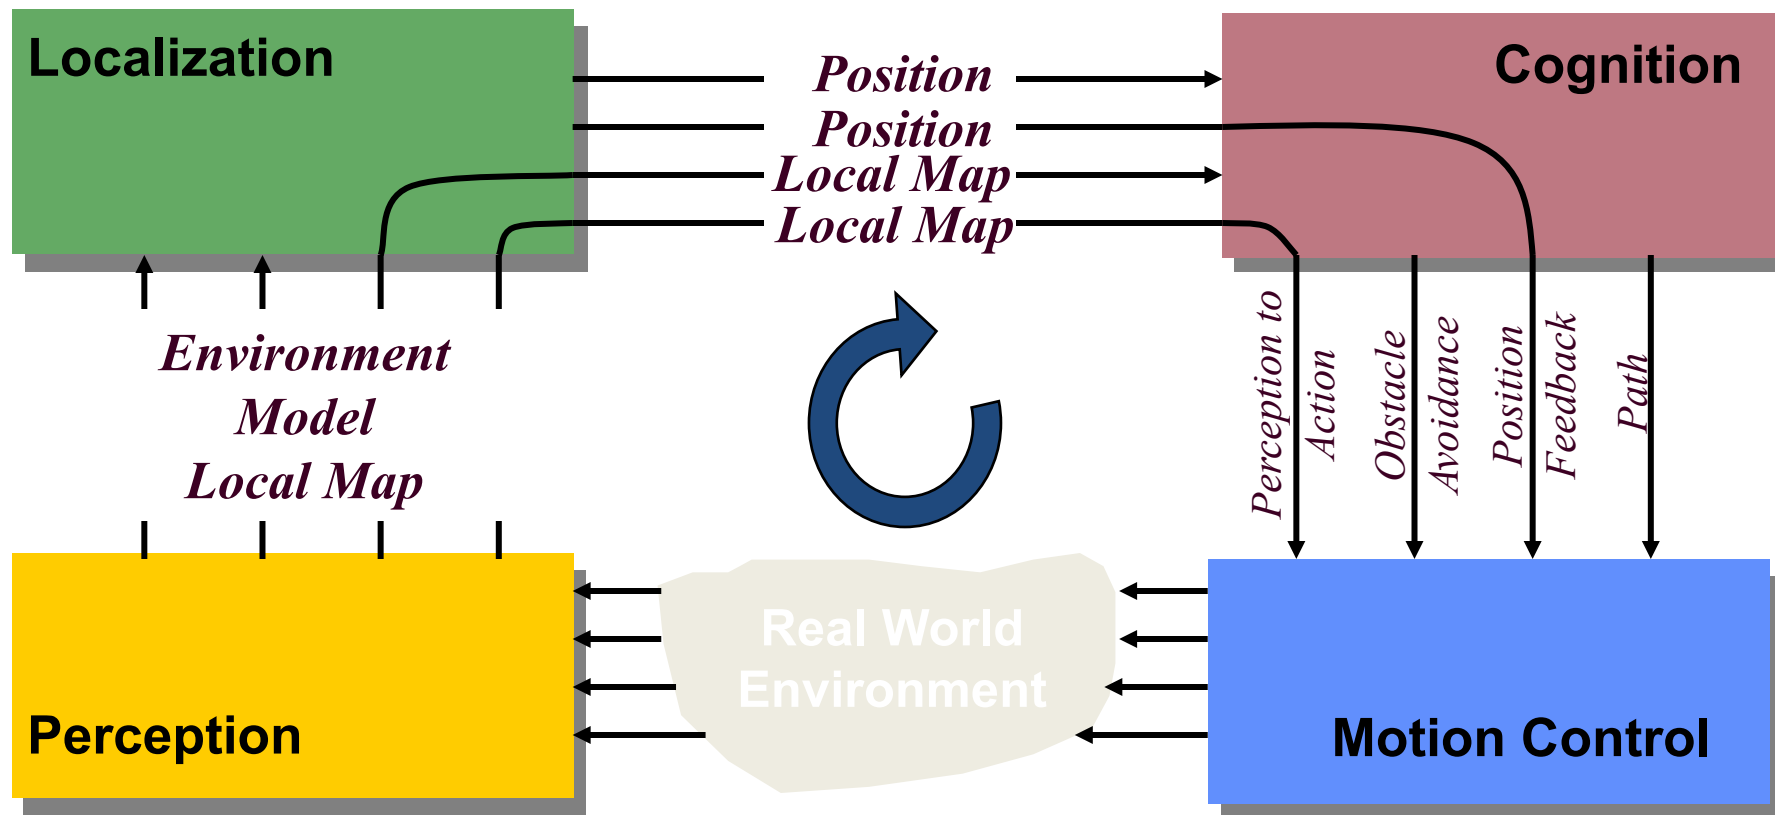 Localization
Position
Position
Local Map
Local Map
Cognition
Environment
Model
Local Map
Perception to
Action
Obstacle
Avoidance
Position
Feedback
Path
Perception
Real World
Environment
Motion Control